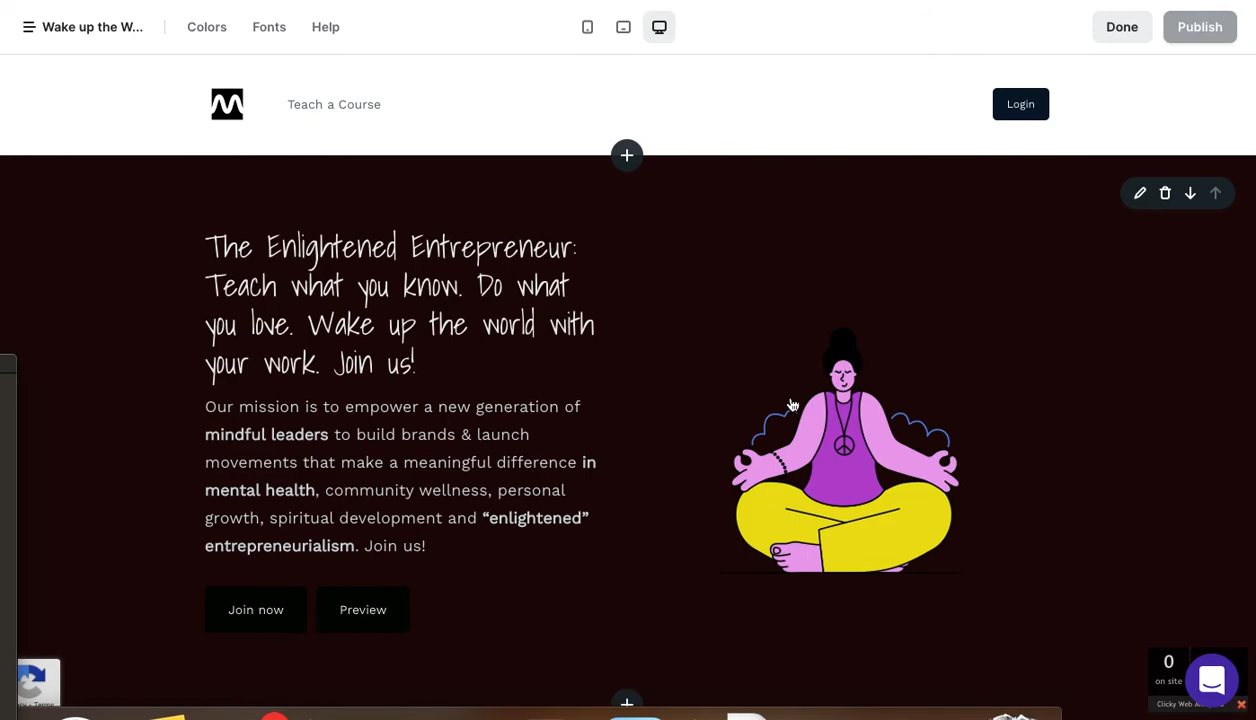 Wake up the W... Colors Fonts Help Done Publish
Teach a Course Login
The Enlightened Entrepreneur:
Teach what you know. Do what
you love. Wake up the world with
your work. Join us!
Our mission is to empower a new generation of
mindful leaders to build brands & launch
movements that make a meaningful difference in
mental health, community wellness, personal
growth, spiritual development and “enlightened”
entrepreneurialism. Join us!
Join now Preview
0
on site
Clicky Web
Terms